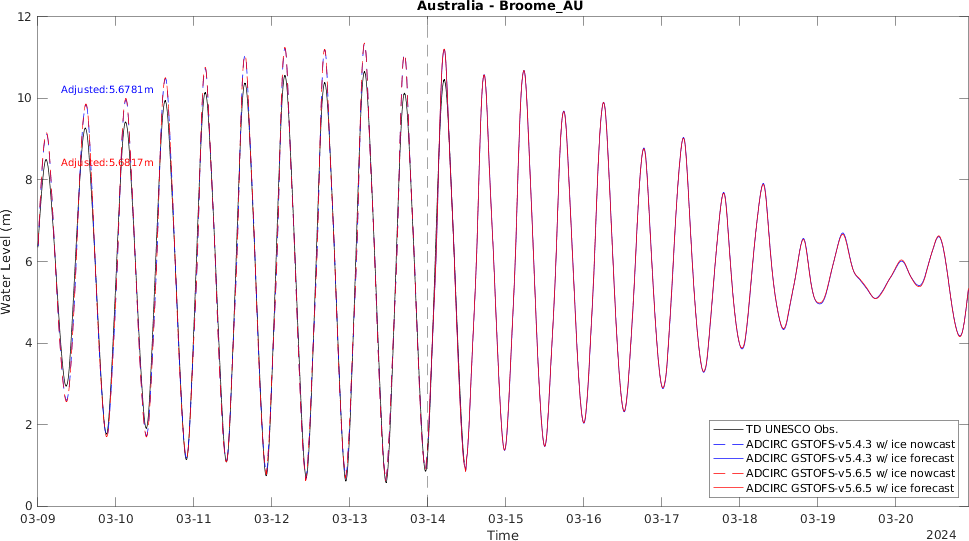 Australia - Broome_AU
12
10
8
6
4
2
0
Water Level (m)
Adjusted:5.6781m
Adjusted:5.6817m
TD UNESCO Obs.
ADCIRC GSTOFS-v5.4.3 w/ ice nowcast
ADCIRC GSTOFS-v5.4.3 w/ ice forecast
ADCIRC GSTOFS-v5.6.5 w/ ice nowcast
ADCIRC GSTOFS-v5.6.5 w/ ice forecast
03-09 03-10 03-11 03-12 03-13 03-14 03-15 03-16 03-17 03-18 03-19 03-20
Time
2024